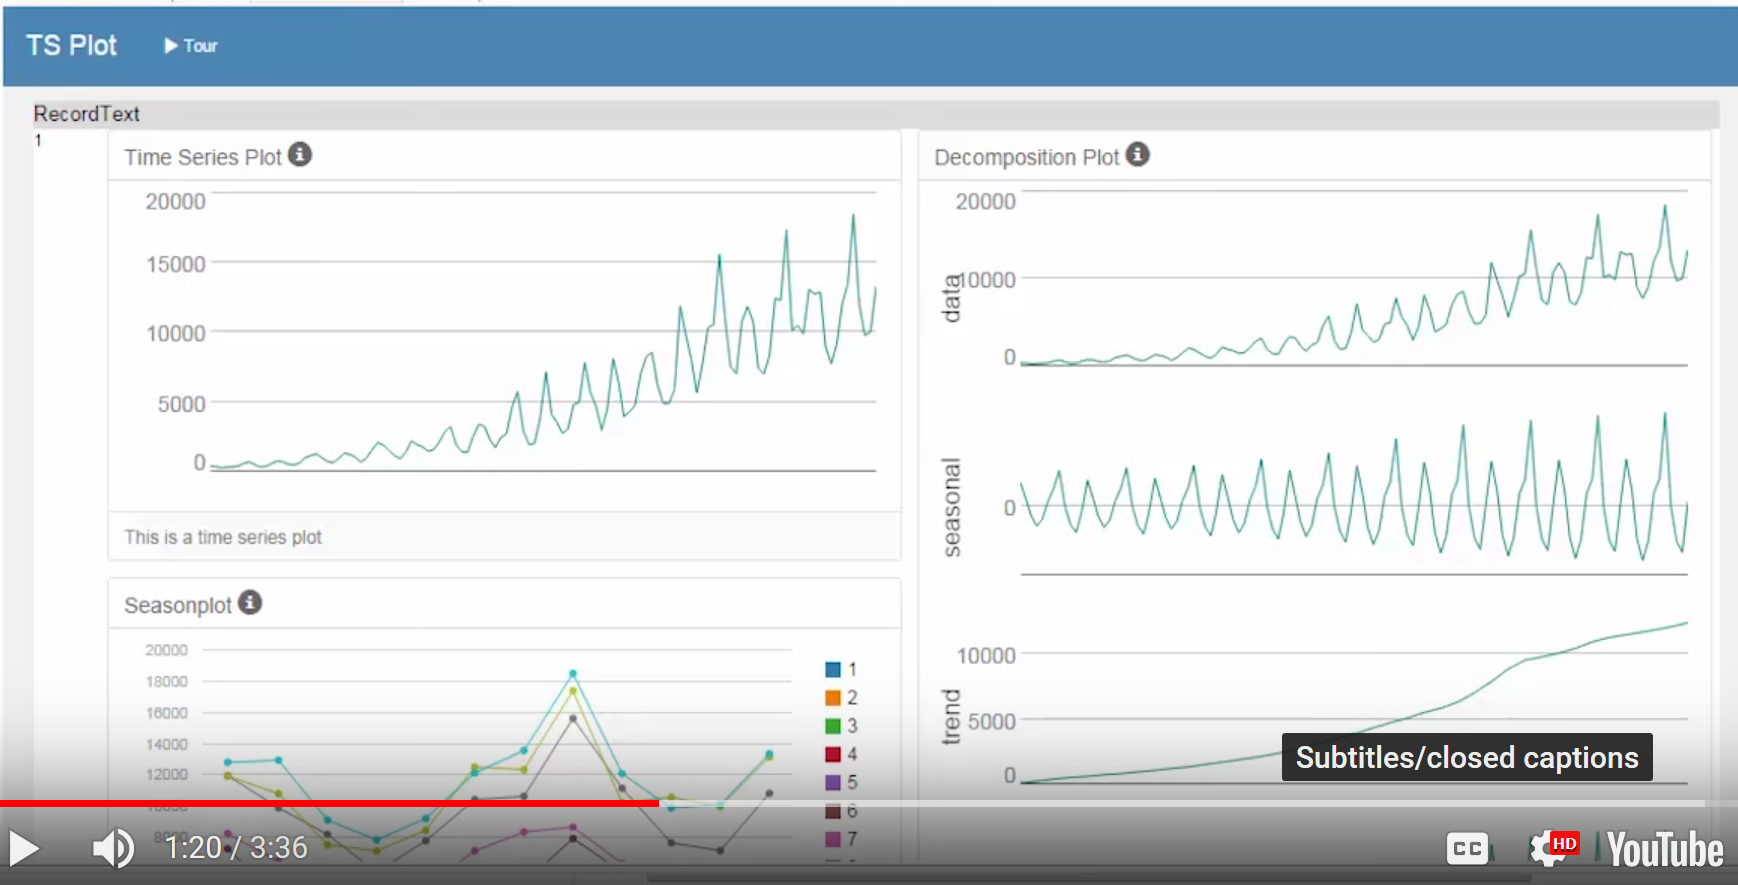 TS Plot
Tour
RecordText
1
Time Series Plot
20000
15000
10000
5000
0
This is a time series plot
Seasonplot
20000
18000
16000
14000
12000
10000
8000
1
2
3
4
5
6
7
Decomposition Plot
data
20000
10000
0
seasonal
0
trend
10000
5000
0
Subtitles/closed captions
1:20 / 3:36
CC
HD
YouTube